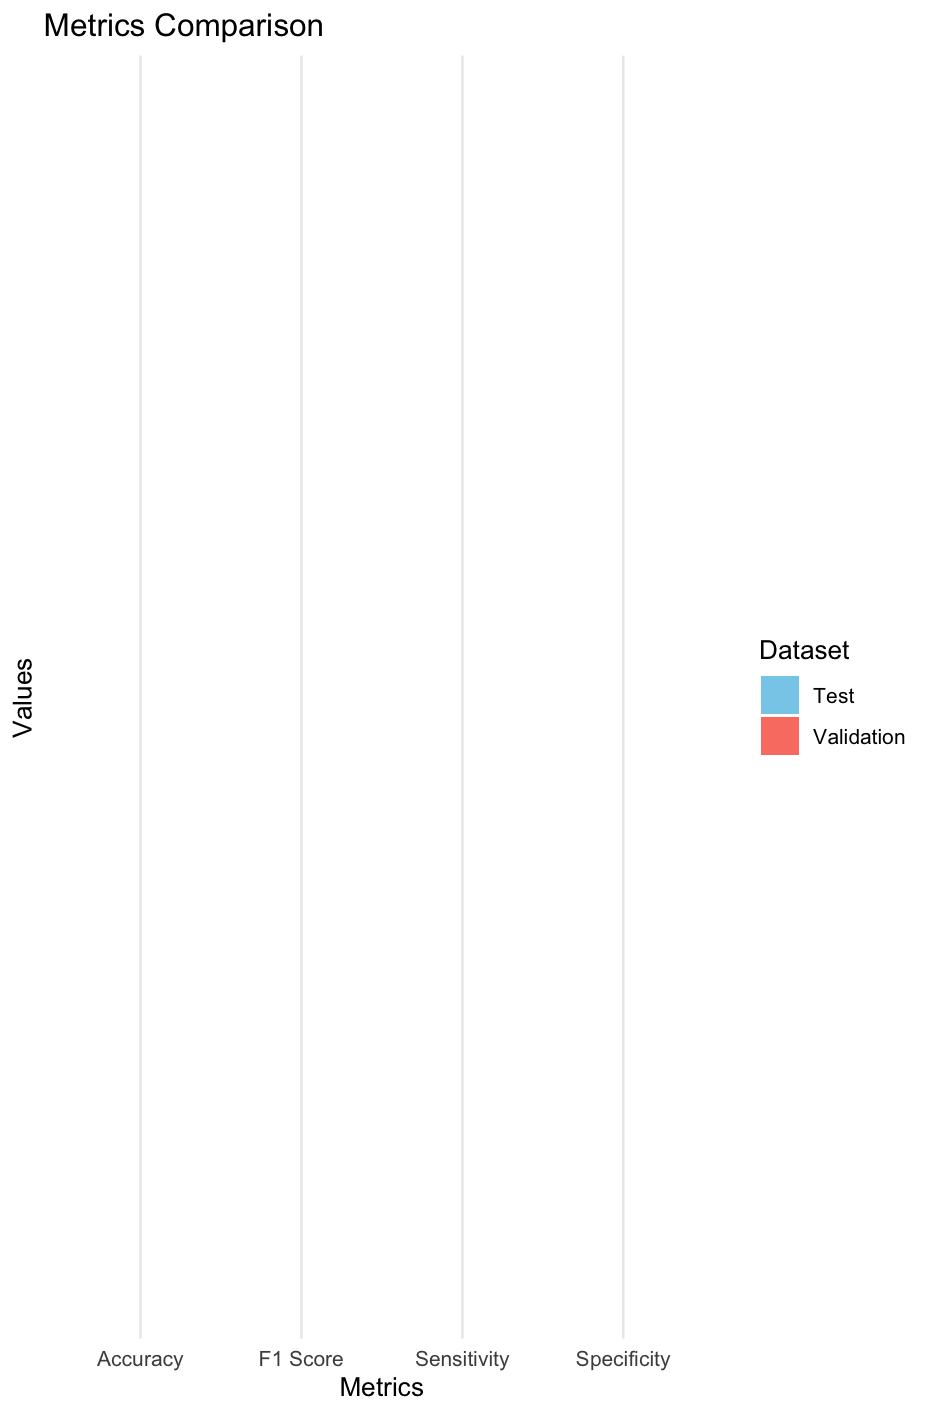 Metrics Comparison
Values
Dataset
Test
Validation
Accuracy F1 Score Sensitivity Specificity
Metrics